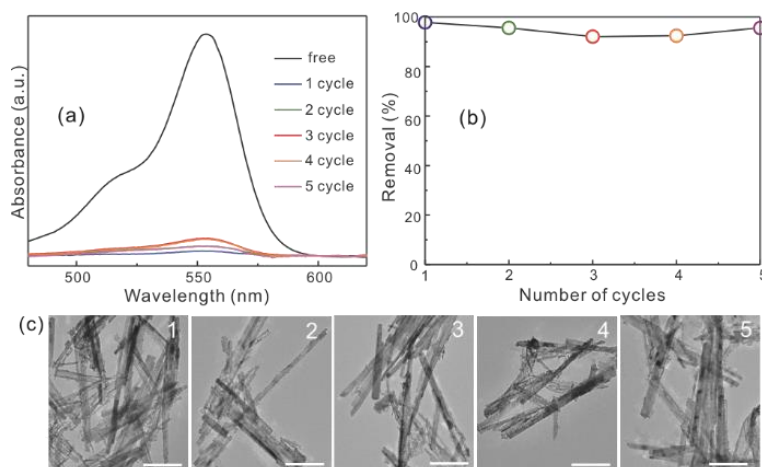 (a)
Absorbance (a.u.)
free
1 cycle
2 cycle
3 cycle
4 cycle
5 cycle
500
550
600
Wavelength (nm)
(b)
Removal (%)
100
80
60
40
20
0
1
2
3
4
5
Number of cycles
(c)
1
2
3
4
5